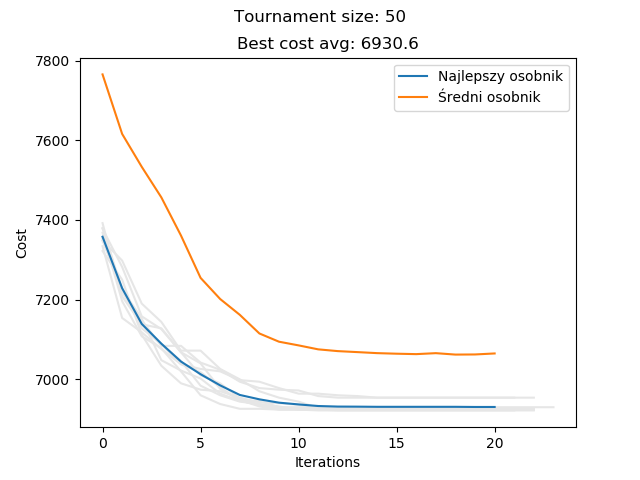 Tournament size: 50
Best cost avg: 6930.6
Najlepszy osobnik
Średni osobnik
7800
7600
7400
7200
7000
Cost
0
5
10
15
20
Iterations